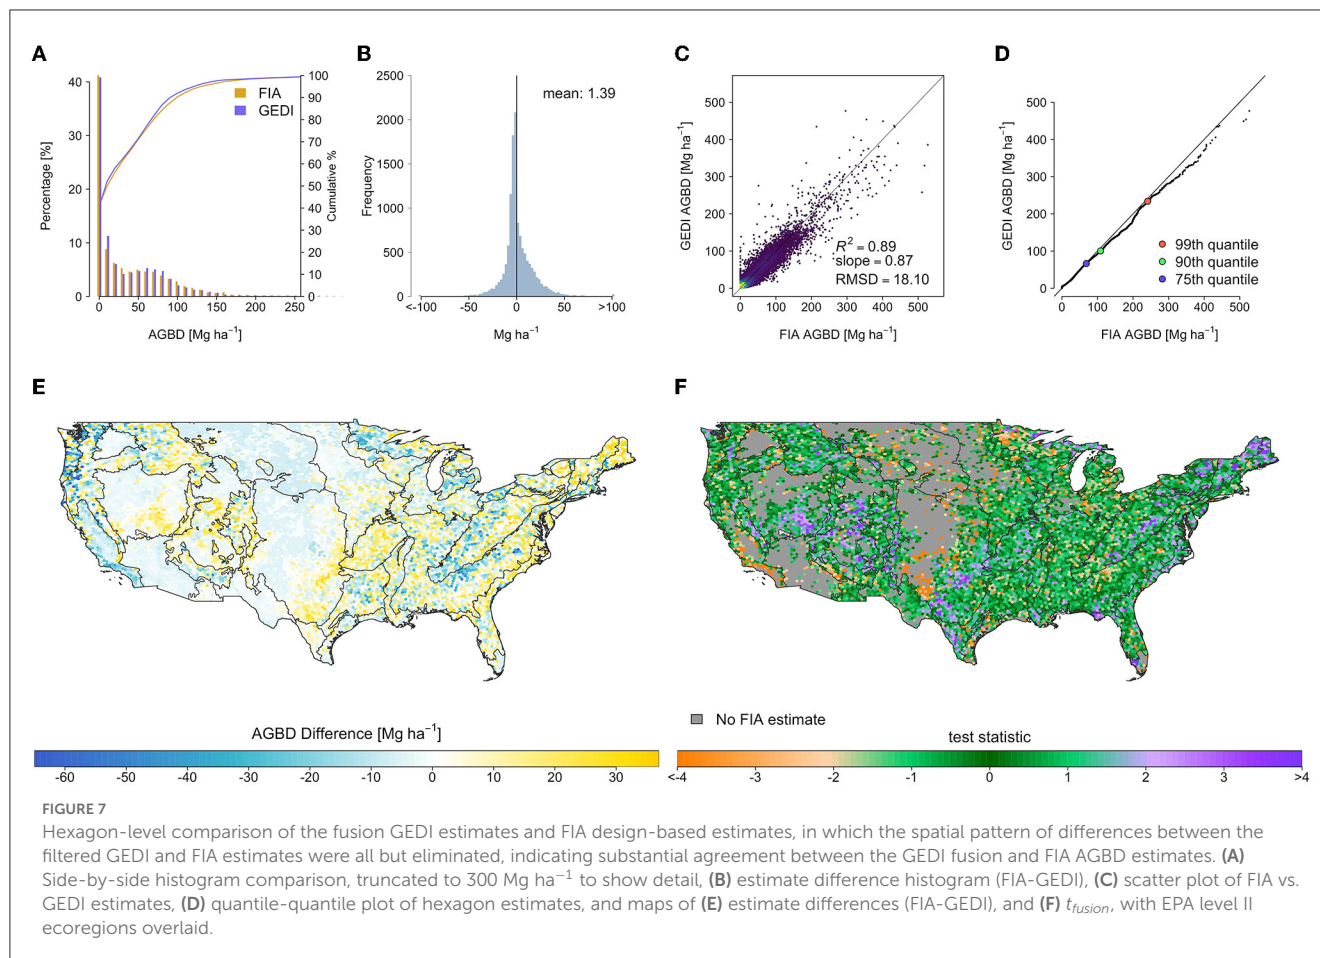 A
B
C
D
40
30
20
10
0
Percentage [%]
FIA
GEDI
100
90
80
70
60
50
40
30
20
10
0
Cumulative %
0
50
100
150
200
250
AGBD [Mg ha⁻¹]
2500
2000
1500
1000
500
0
Frequency
mean: 1.39
<-100
-50
0
50
>100
Mg ha⁻¹
500
400
300
200
100
0
GEDI AGBD [Mg ha⁻¹]
R² = 0.89
slope = 0.87
RMSD = 18.10
0
100
200
300
400
500
FIA AGBD [Mg ha⁻¹]
500
400
300
200
100
0
GEDI AGBD [Mg ha⁻¹]
99th quantile
90th quantile
75th quantile
0
100
200
300
400
500
FIA AGBD [Mg ha⁻¹]
E
F
AGBD Difference [Mg ha⁻¹]
-60
-50
-40
-30
-20
-10
0
10
20
30
No FIA estimate
test statistic
<-4
-3
-2
-1
0
1
2
3
>4
FIGURE 7
Hexagon-level comparison of the fusion GEDI estimates and FIA design-based estimates, in which the spatial pattern of differences between the
filtered GEDI and FIA estimates were all but eliminated, indicating substantial agreement between the GEDI fusion and FIA AGBD estimates. (A)
Side-by-side histogram comparison, truncated to 300 Mg ha⁻¹ to show detail, (B) estimate difference histogram (FIA-GEDI), (C) scatter plot of FIA vs.
GEDI estimates, (D) quantile-quantile plot of hexagon estimates, and maps of (E) estimate differences (FIA-GEDI), and (F) t_fusion, with EPA level II
ecoregions overlaid.